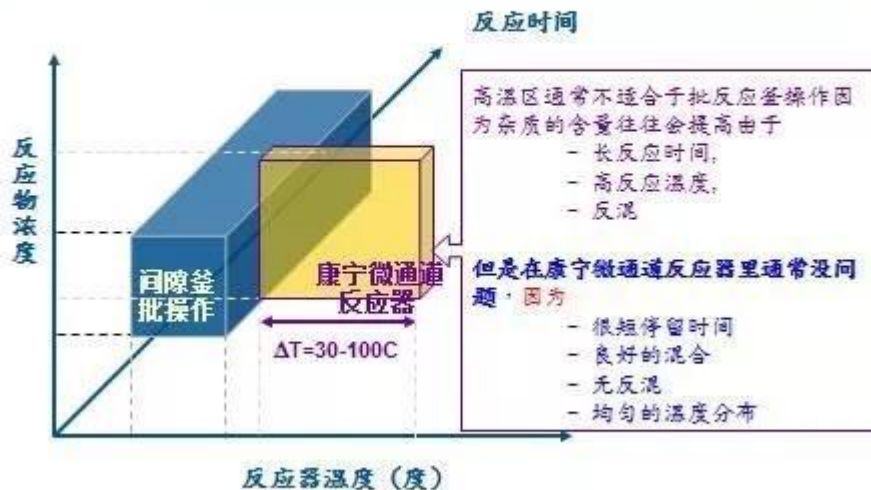 反应时间
高温区通常不适合于批反应釜操作因
为杂质的含量往往会提高由于
- 长反应时间,
- 高反应温度,
- 反混
但是在康宁微通道反应器里通常没问
题，因为
- 很短停留时间
- 良好的混合
- 无反混
- 均匀的温度分布
反应物浓度
间隙釜
批操作
康宁微通道
反应器
ΔT=30-100C
反应器温度（度）